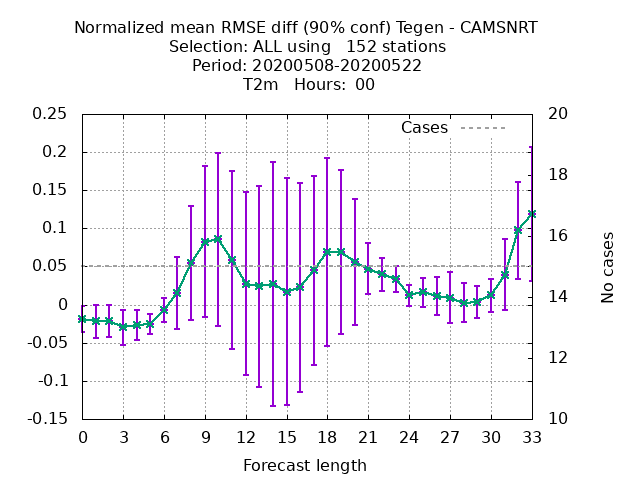 Normalized mean RMSE diff (90% conf) Tegen - CAMSNRT
Selection: ALL using   152 stations
Period: 20200508-20200522
T2m   Hours:  00
Cases
0.25
0.2
0.15
0.1
0.05
0
-0.05
-0.1
-0.15
20
18
16
14
12
10
No cases
0 3 6 9 12 15 18 21 24 27 30 33
Forecast length